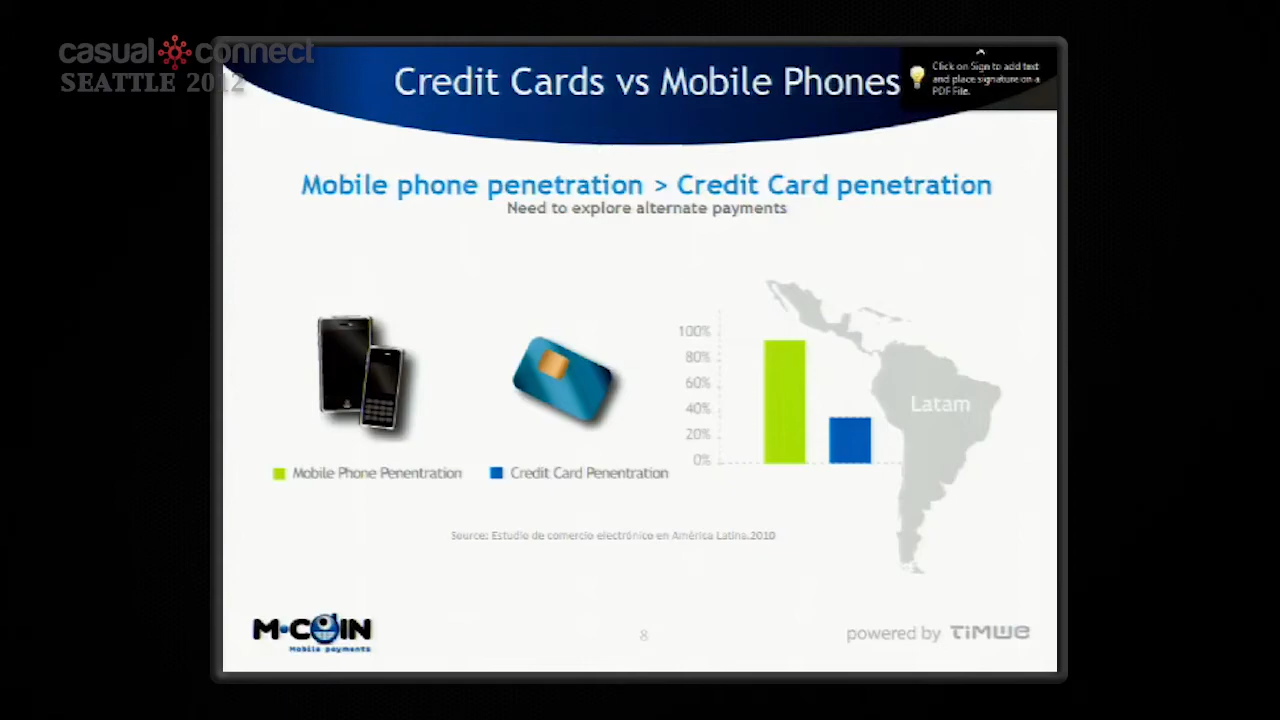 casual connect
SEATTLE 2012
Credit Cards vs Mobile Phones
Click on Sign to add text
and place signature on a
PDF File.
Mobile phone penetration > Credit Card penetration
Need to explore alternate payments
100%
80%
60%
40%
20%
0%
Latam
Mobile Phone Penentration
Credit Card Penentration
Source: Estudio de comercio electrónico en América Latina.2010
M·COIN
Mobile payments
8
powered by TIMWE